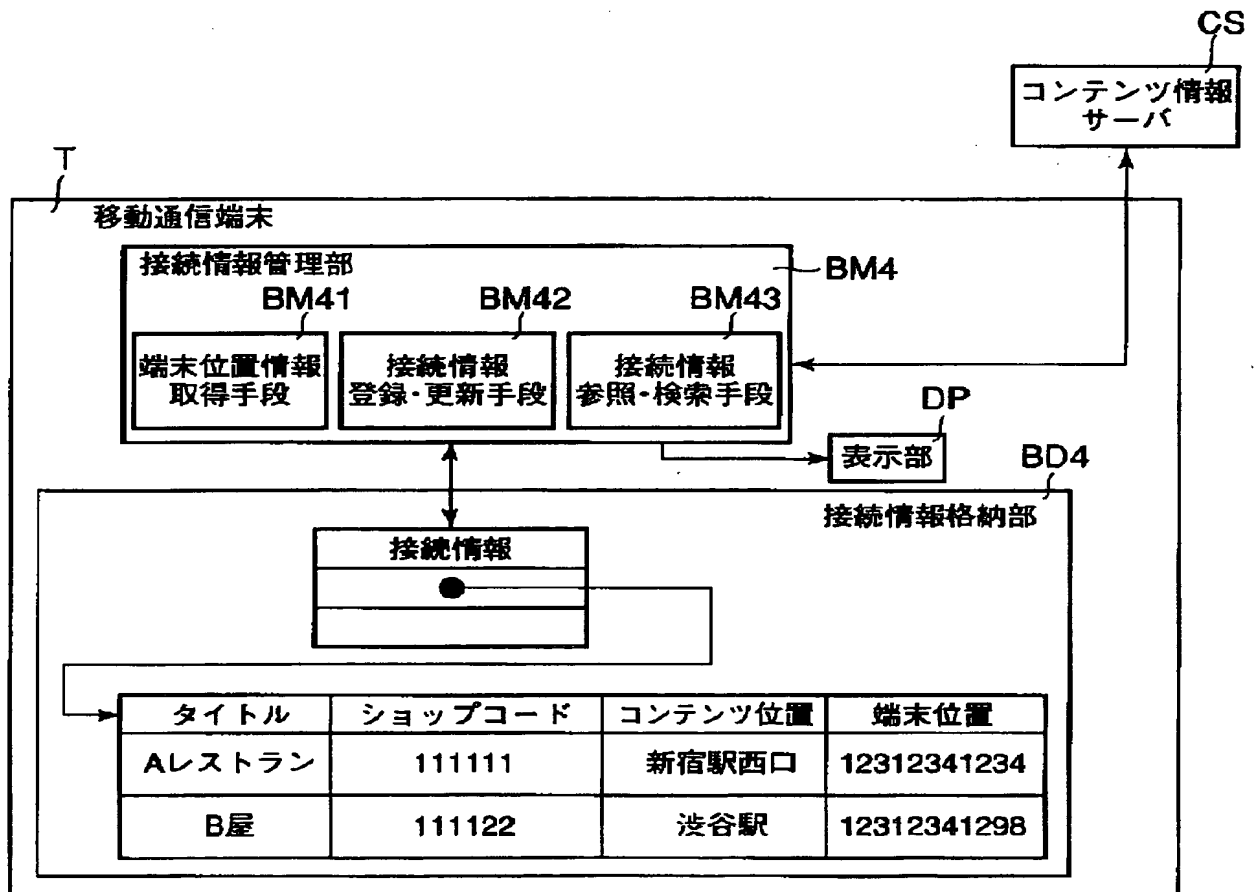 CS
コンテンツ情報
サーバ
T
移動通信端末
接続情報管理部
BM4
BM41
BM42
BM43
端末位置情報
取得手段
接続情報
登録・更新手段
接続情報
参照・検索手段
DP
表示部
BD4
接続情報格納部
接続情報
タイトル ショップコード コンテンツ位置 端末位置
Aレストラン 111111 新宿駅西口 12312341234
B屋 111122 渋谷駅 12312341298